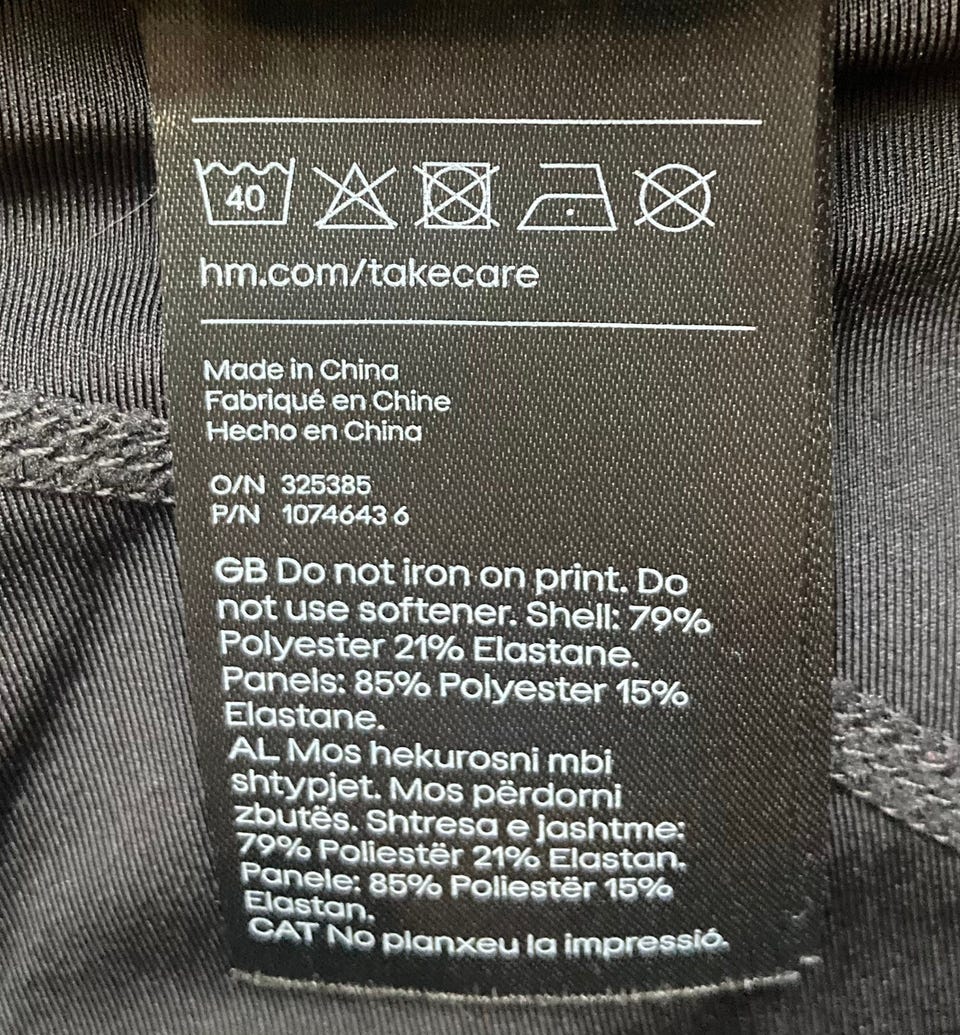 40
hm.com/takecare
Made in China
Fabriqué en Chine
Hecho en China
O/N 325385
P/N 1074643 6
GB Do not iron on print. Do
not use softener. Shell: 79%
Polyester 21% Elastane.
Panels: 85% Polyester 15%
Elastane.
AL Mos hekurosni mbi
shtypjet. Mos përdorni
zbutës. Shtresa e jashtme:
79% Poliestër 21% Elastan.
Panele: 85% Poliestër 15%
Elastan.
CAT No planxeu la impressió.